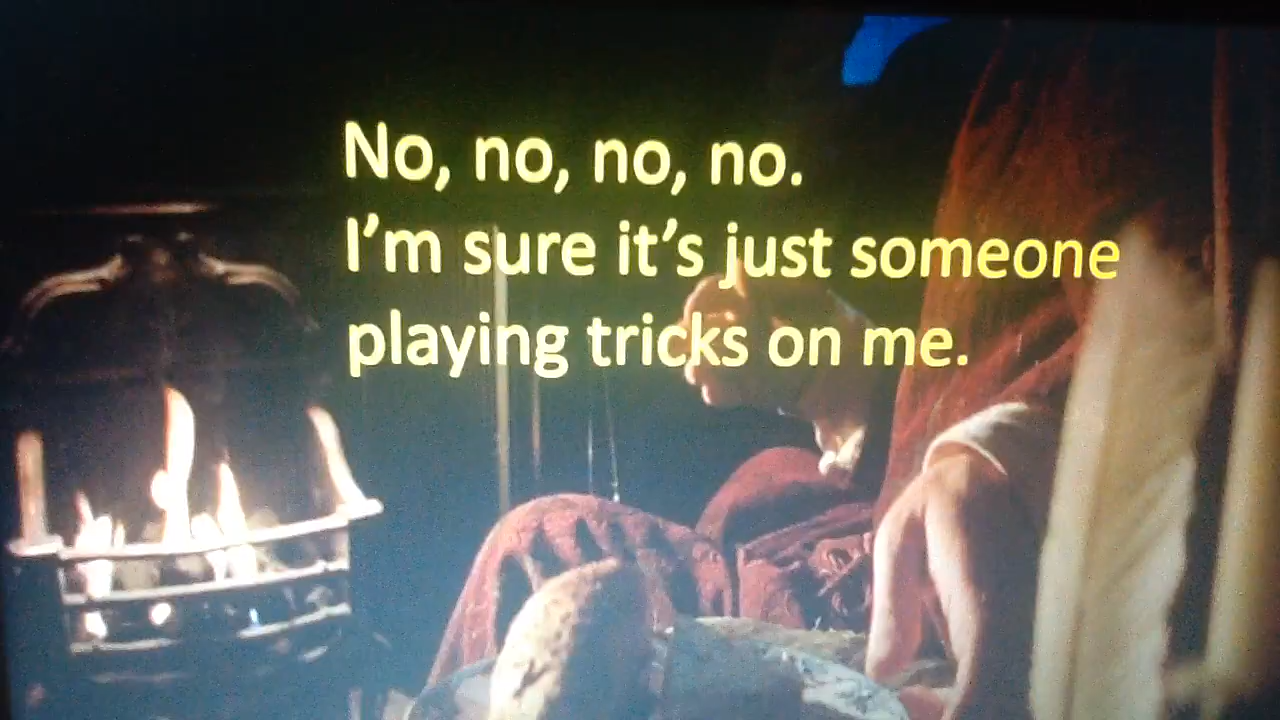 No, no, no, no.
I'm sure it's just someone
playing tricks on me.